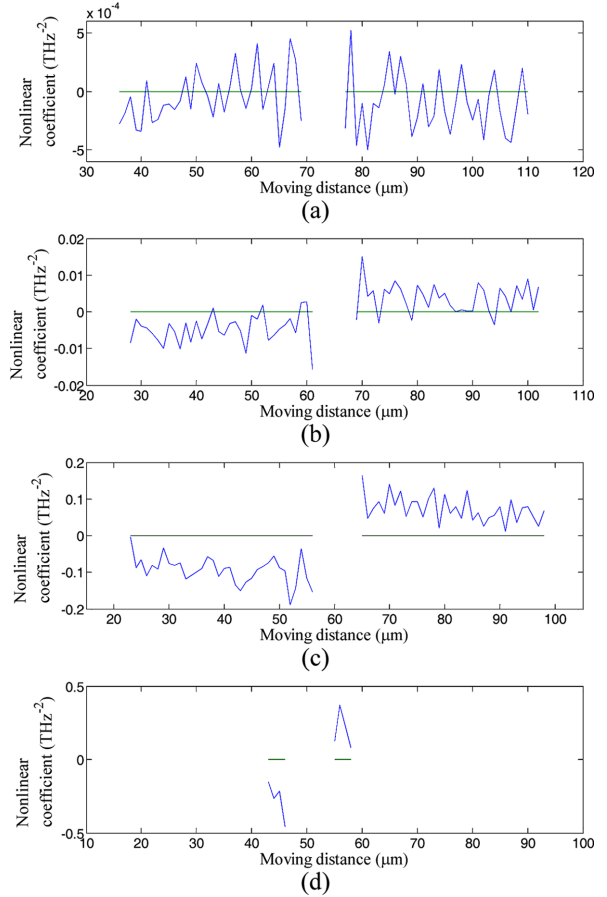 × 10⁻⁴
5
0
-5
Nonlinear
coefficient (THz⁻²)
30 40 50 60 70 80 90 100 110 120
Moving distance (μm)
(a)
0.02
0.01
0
-0.01
-0.02
Nonlinear
coefficient (THz⁻²)
20 30 40 50 60 70 80 90 100 110
Moving distance (μm)
(b)
0.2
0.1
0
-0.1
-0.2
Nonlinear
coefficient (THz⁻²)
20 30 40 50 60 70 80 90 100
Moving distance (μm)
(c)
0.5
0
-0.5
Nonlinear
coefficient (THz⁻²)
10 20 30 40 50 60 70 80 90 100
Moving distance (μm)
(d)